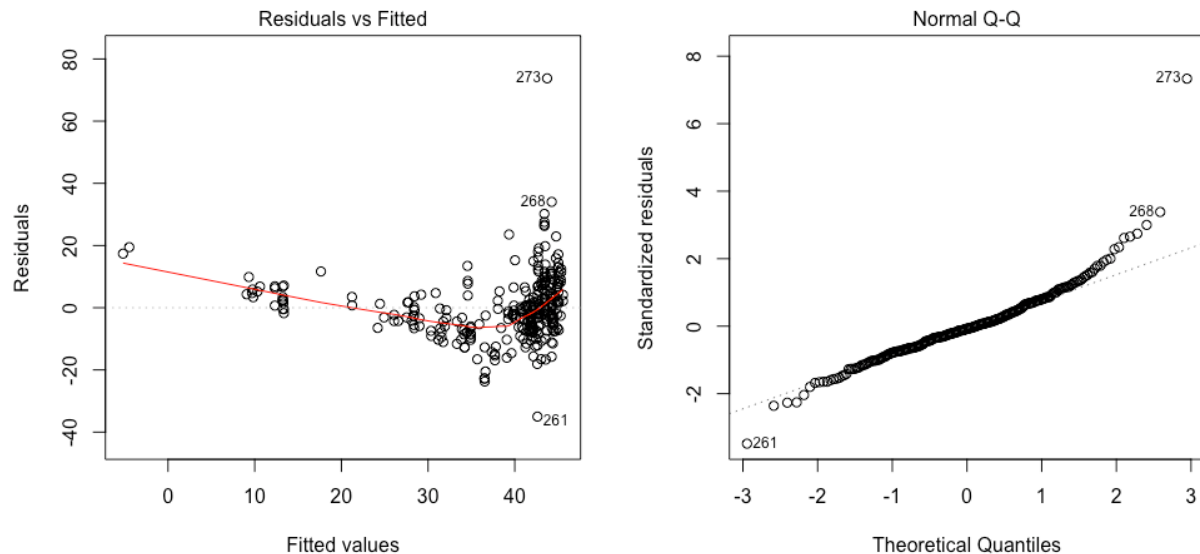 Residuals vs Fitted
Residuals
80
60
40
20
0
-20
-40
273
268
261
0 10 20 30 40
Fitted values
Normal Q-Q
Standardized residuals
8
6
4
2
0
-2
273
268
261
-3 -2 -1 0 1 2 3
Theoretical Quantiles